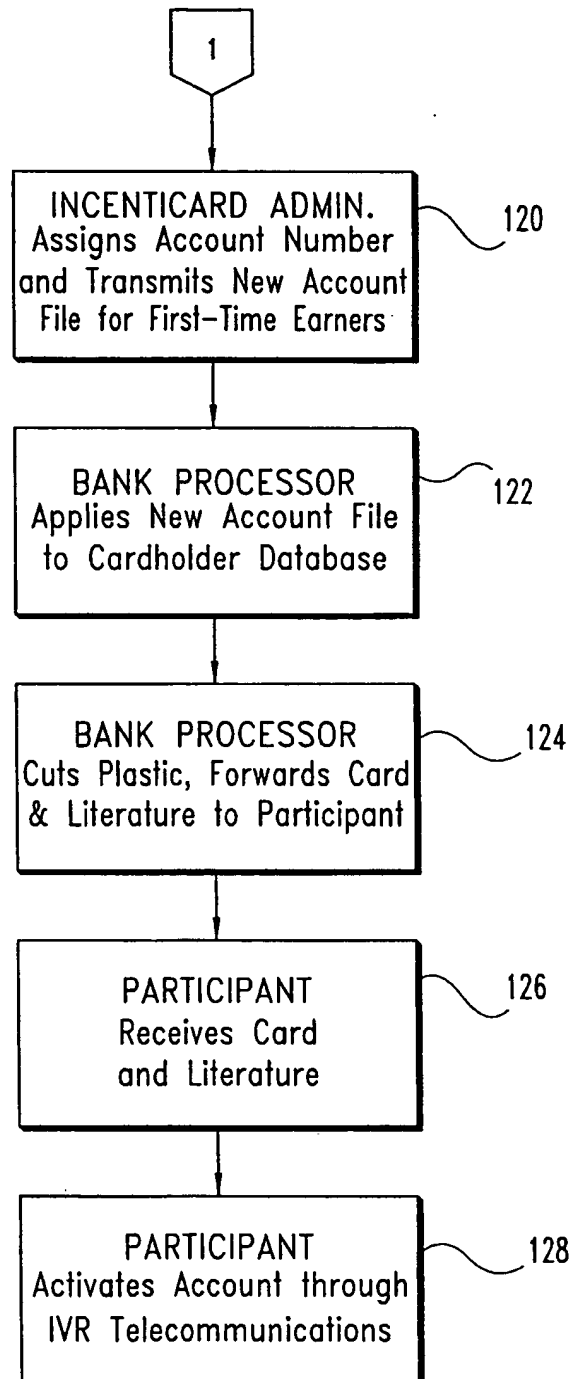 1
INCENTICARD ADMIN.
Assigns Account Number
and Transmits New Account
File for First-Time Earners
120
BANK PROCESSOR
Applies New Account File
to Cardholder Database
122
BANK PROCESSOR
Cuts Plastic, Forwards Card
& Literature to Participant
124
PARTICIPANT
Receives Card
and Literature
126
PARTICIPANT
Activates Account through
IVR Telecommunications
128